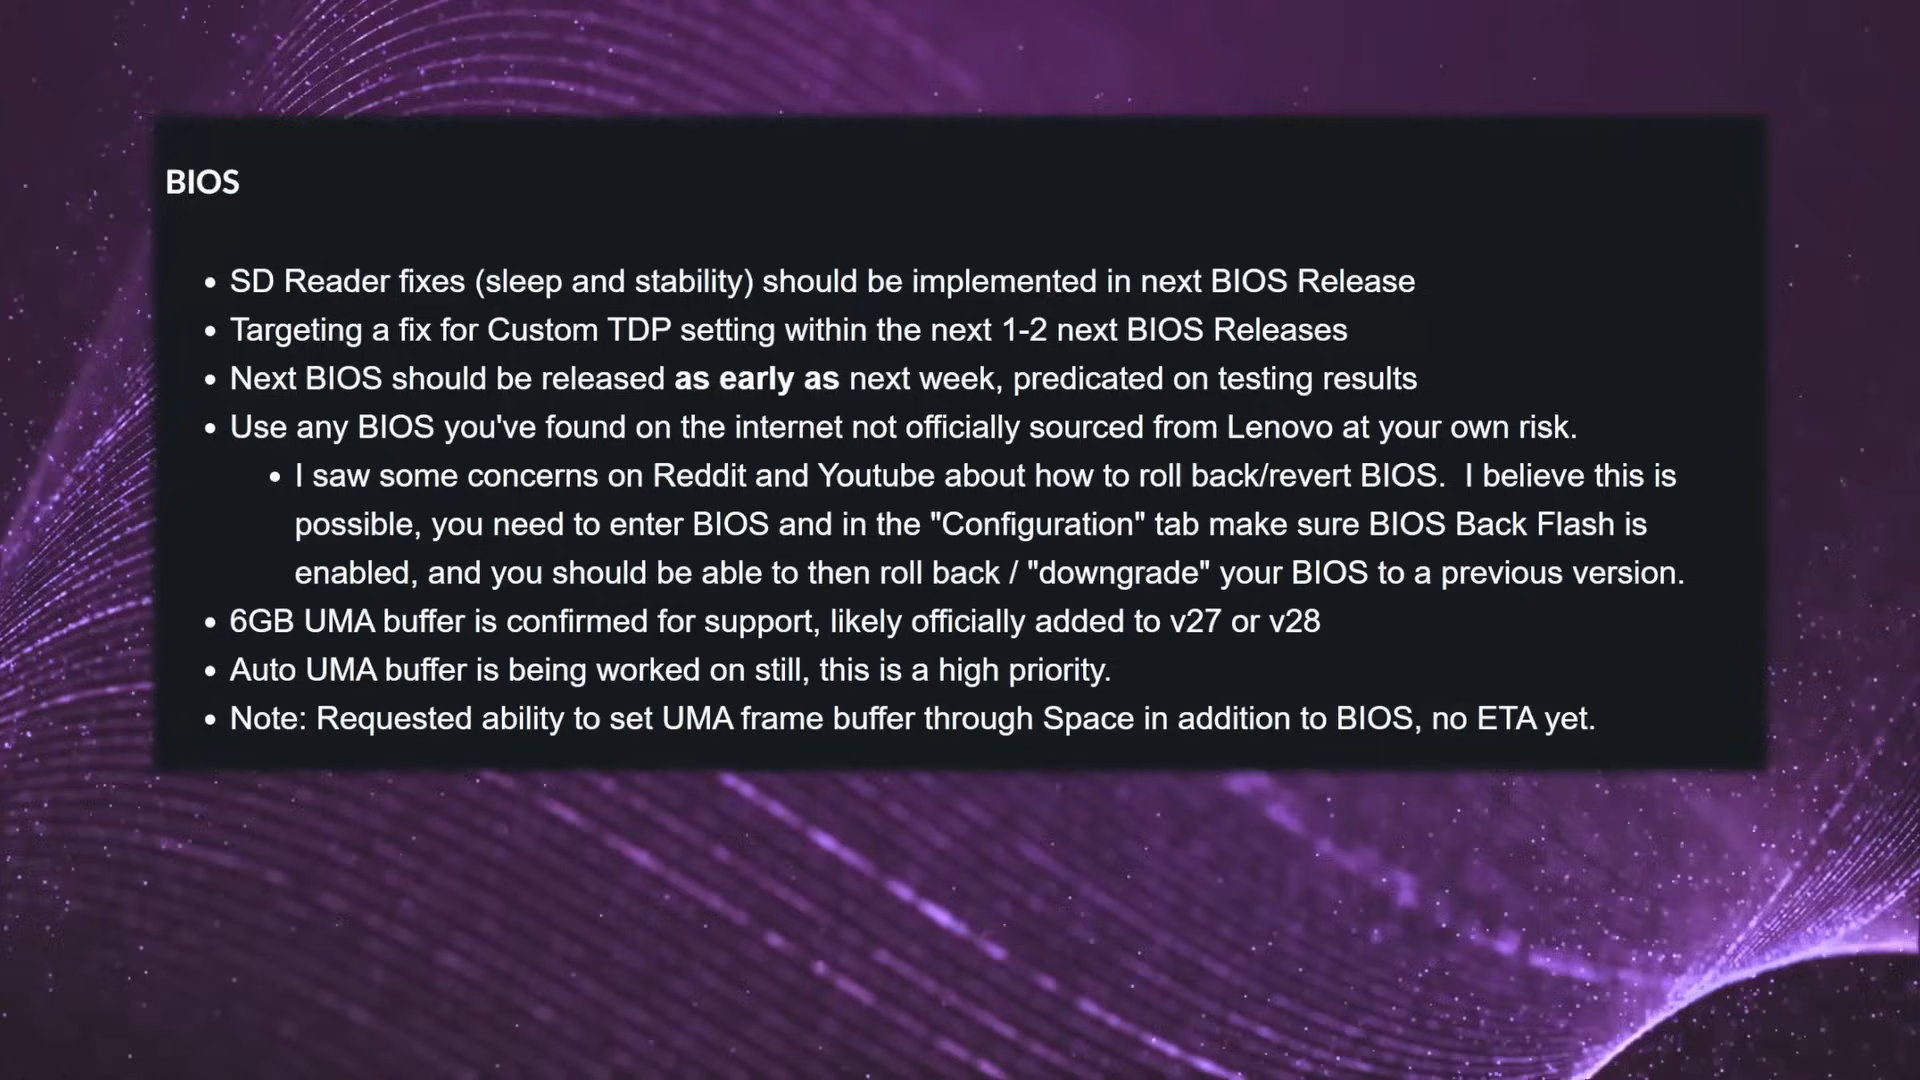 BIOS
• SD Reader fixes (sleep and stability) should be implemented in next BIOS Release
• Targeting a fix for Custom TDP setting within the next 1-2 next BIOS Releases
• Next BIOS should be released as early as next week, predicated on testing results
• Use any BIOS you've found on the internet not officially sourced from Lenovo at your own risk.
• I saw some concerns on Reddit and Youtube about how to roll back/revert BIOS.  I believe this is
possible, you need to enter BIOS and in the "Configuration" tab make sure BIOS Back Flash is
enabled, and you should be able to then roll back / "downgrade" your BIOS to a previous version.
• 6GB UMA buffer is confirmed for support, likely officially added to v27 or v28
• Auto UMA buffer is being worked on still, this is a high priority.
• Note: Requested ability to set UMA frame buffer through Space in addition to BIOS, no ETA yet.